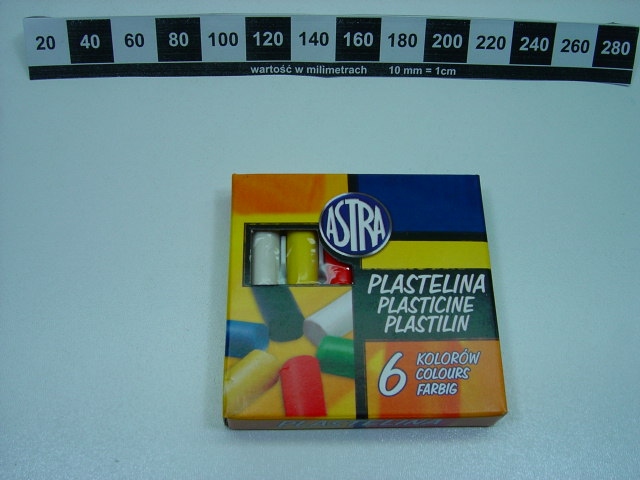 20 40 60 80 100 120 140 160 180 200 220 240 260 280
wartość w milimetrach 10 mm = 1cm
ASTRA
PLASTELINA
PLASTICINE
PLASTILIN
6 KOLORÓW
COLOURS
FARBIG
PLASTELINA